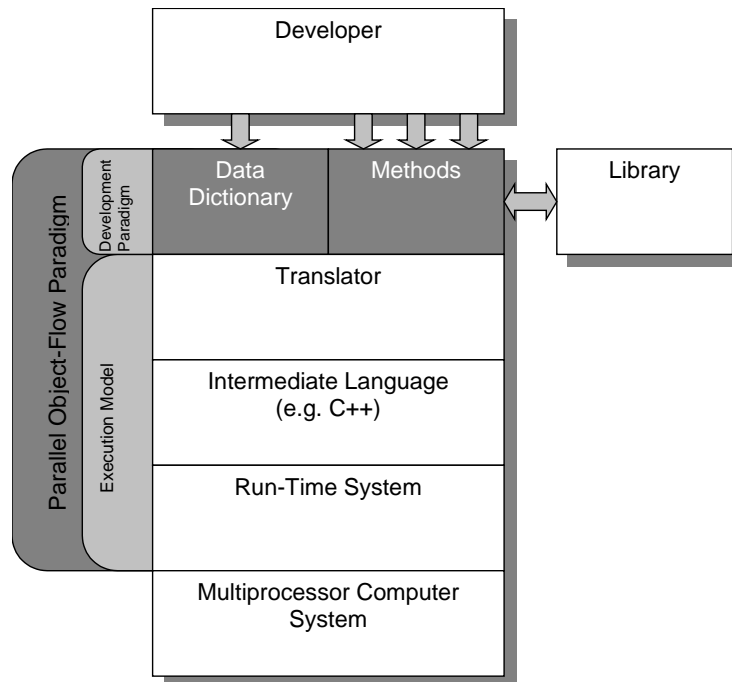 Developer
Data
Dictionary
Methods
Library
Parallel Object-Flow Paradigm
Development
Paradigm
Execution Model
Translator
Intermediate Language
(e.g. C++)
Run-Time System
Multiprocessor Computer
System